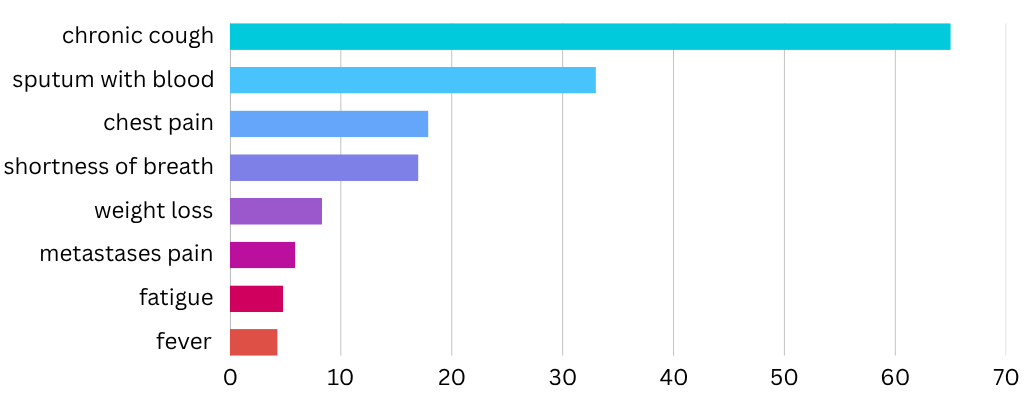 chronic cough
sputum with blood
chest pain
shortness of breath
weight loss
metastases pain
fatigue
fever
0 10 20 30 40 50 60 70